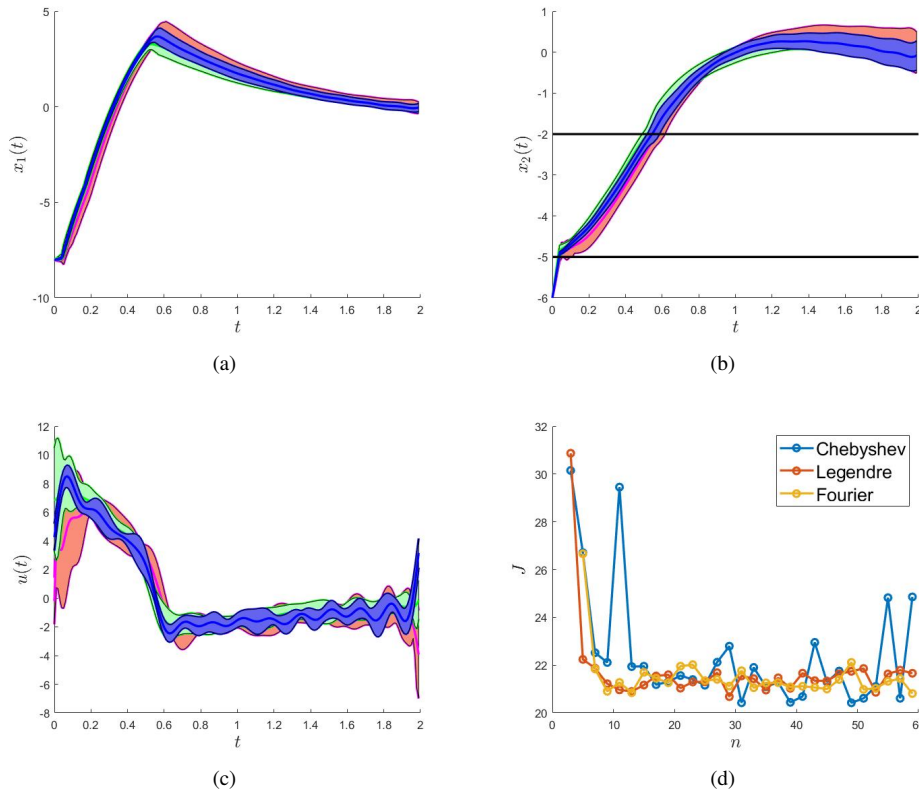 5
0
-5
-10
x₁(t)
0 0.2 0.4 0.6 0.8 1 1.2 1.4 1.6 1.8 2
t
(a)
1
0
-1
-2
-3
-4
-5
-6
x₂(t)
0 0.2 0.4 0.6 0.8 1 1.2 1.4 1.6 1.8 2
t
(b)
12
10
8
6
4
2
0
-2
-4
-6
-8
u(t)
0 0.2 0.4 0.6 0.8 1 1.2 1.4 1.6 1.8 2
t
(c)
32
30
28
26
24
22
20
J
Chebyshev
Legendre
Fourier
0 10 20 30 40 50 60
n
(d)